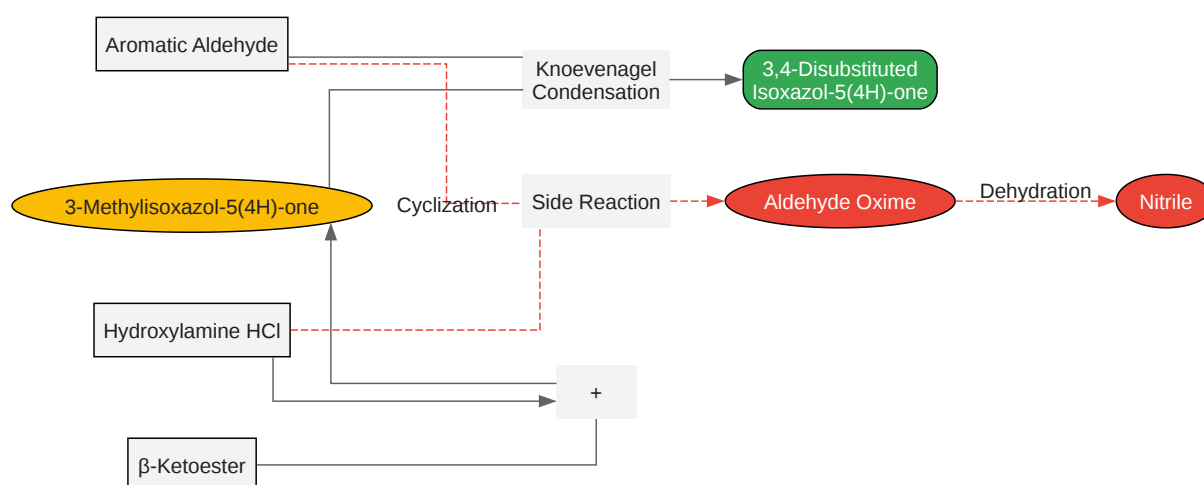 Aromatic Aldehyde
Knoevenagel
Condensation
3,4-Disubstituted
Isoxazol-5(4H)-one
3-Methylisoxazol-5(4H)-one
Cyclization
Side Reaction
Aldehyde Oxime
Dehydration
Nitrile
Hydroxylamine HCl
+
β-Ketoester